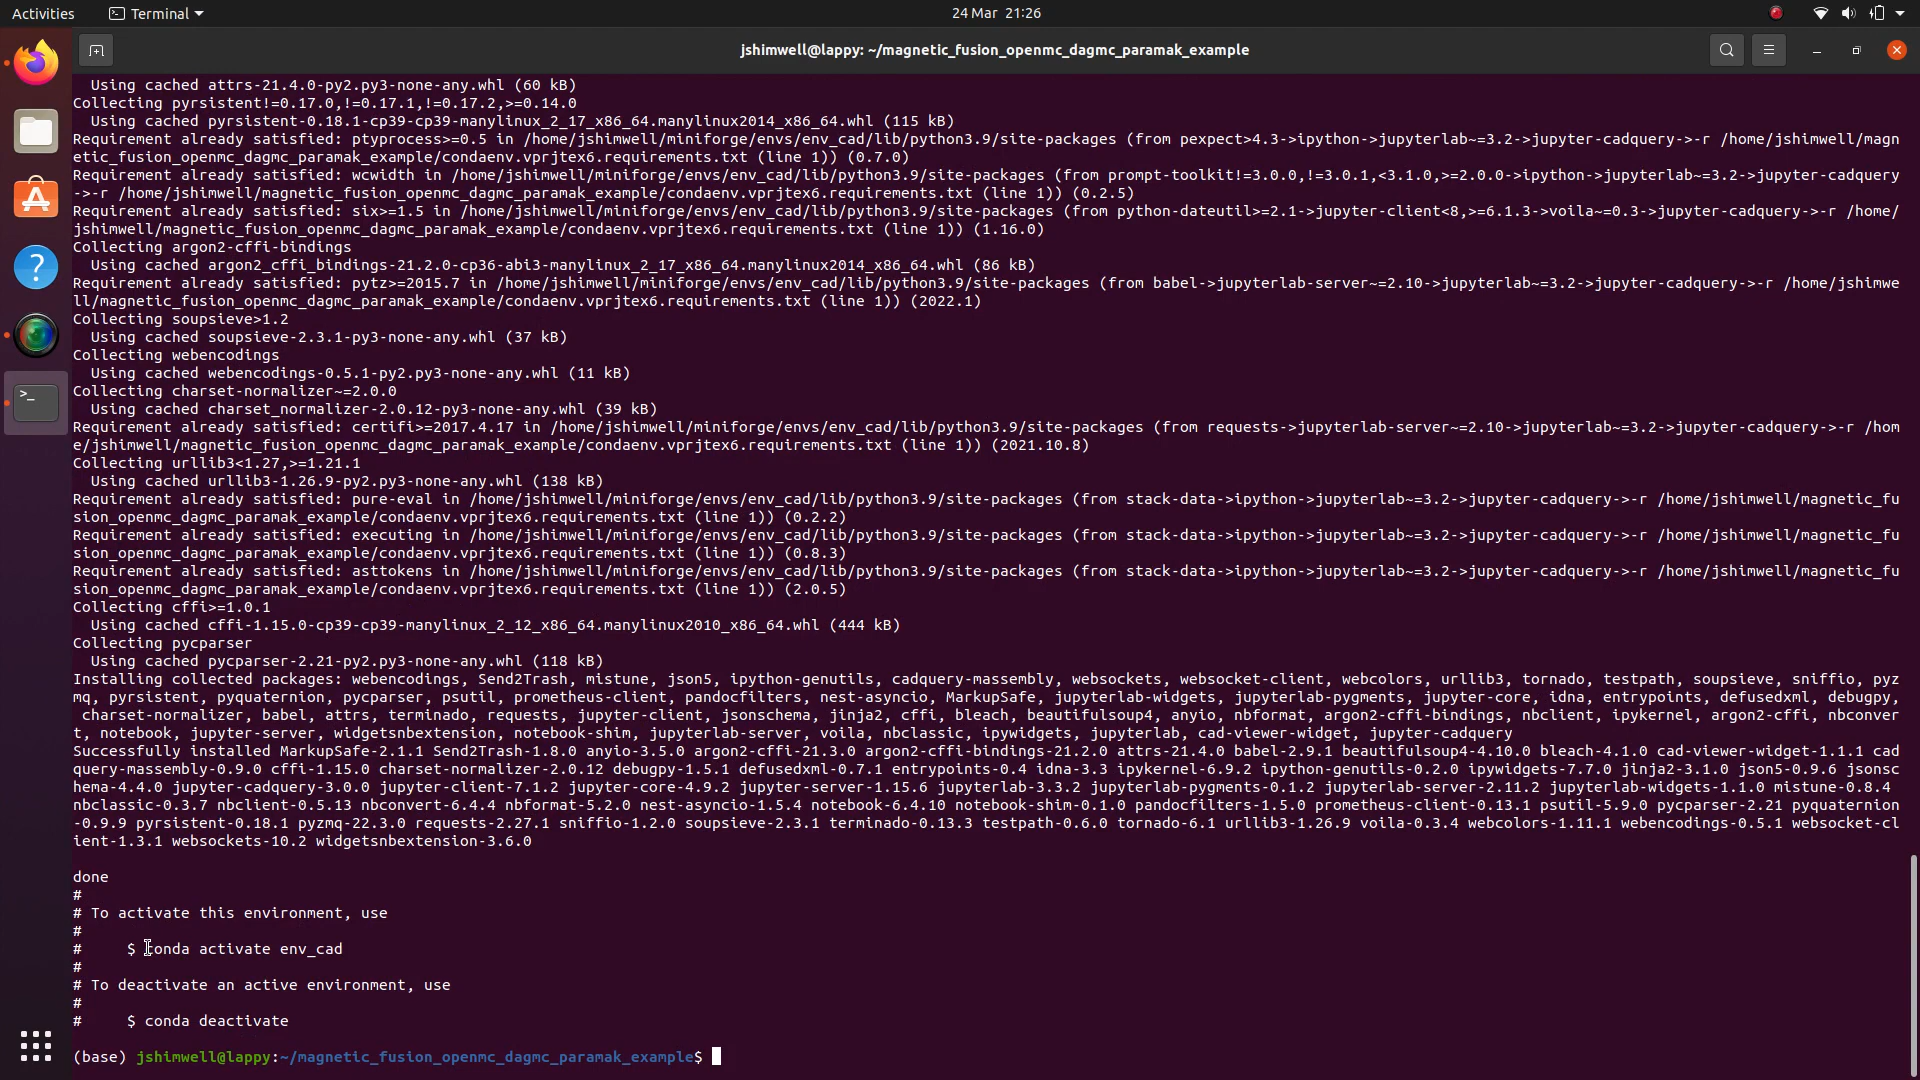 Activities
Terminal
24 Mar 21:26
jshimwell@lappy: ~/magnetic_fusion_openmc_dagmc_paramak_example
Using cached attrs-21.4.0-py2.py3-none-any.whl (60 kB)
Collecting pyrsistent!=0.17.0,!=0.17.1,!=0.17.2,>=0.14.0
Using cached pyrsistent-0.18.1-cp39-cp39-manylinux_2_17_x86_64.manylinux2014_x86_64.whl (115 kB)
Requirement already satisfied: ptyprocess>=0.5 in /home/jshimwell/miniforge/envs/env_cad/lib/python3.9/site-packages (from pexpect>4.3->ipython->jupyterlab~=3.2->jupyter-cadquery->-r /home/jshimwell/magn
etic_fusion_openmc_dagmc_paramak_example/condaenv.vprjtex6.requirements.txt (line 1)) (0.7.0)
Requirement already satisfied: wcwidth in /home/jshimwell/miniforge/envs/env_cad/lib/python3.9/site-packages (from prompt-toolkit!=3.0.0,!=3.0.1,<3.1.0,>=2.0.0->ipython->jupyterlab~=3.2->jupyter-cadquery
->-r /home/jshimwell/magnetic_fusion_openmc_dagmc_paramak_example/condaenv.vprjtex6.requirements.txt (line 1)) (0.2.5)
Requirement already satisfied: six>=1.5 in /home/jshimwell/miniforge/envs/env_cad/lib/python3.9/site-packages (from python-dateutil>=2.1->jupyter-client<8,>=6.1.3->voila~=0.3->jupyter-cadquery->-r /home/
jshimwell/magnetic_fusion_openmc_dagmc_paramak_example/condaenv.vprjtex6.requirements.txt (line 1)) (1.16.0)
Collecting argon2-cffi-bindings
Using cached argon2_cffi_bindings-21.2.0-cp36-abi3-manylinux_2_17_x86_64.manylinux2014_x86_64.whl (86 kB)
Requirement already satisfied: pytz>=2015.7 in /home/jshimwell/miniforge/envs/env_cad/lib/python3.9/site-packages (from babel->jupyterlab-server~=2.10->jupyterlab~=3.2->jupyter-cadquery->-r /home/jshimwe
ll/magnetic_fusion_openmc_dagmc_paramak_example/condaenv.vprjtex6.requirements.txt (line 1)) (2022.1)
Collecting soupsieve>1.2
Using cached soupsieve-2.3.1-py3-none-any.whl (37 kB)
Collecting webencodings
Using cached webencodings-0.5.1-py2.py3-none-any.whl (11 kB)
Collecting charset-normalizer~=2.0.0
Using cached charset_normalizer-2.0.12-py3-none-any.whl (39 kB)
Requirement already satisfied: certifi>=2017.4.17 in /home/jshimwell/miniforge/envs/env_cad/lib/python3.9/site-packages (from requests->jupyterlab-server~=2.10->jupyterlab~=3.2->jupyter-cadquery->-r /hom
e/jshimwell/magnetic_fusion_openmc_dagmc_paramak_example/condaenv.vprjtex6.requirements.txt (line 1)) (2021.10.8)
Collecting urllib3<1.27,>=1.21.1
Using cached urllib3-1.26.9-py2.py3-none-any.whl (138 kB)
Requirement already satisfied: pure-eval in /home/jshimwell/miniforge/envs/env_cad/lib/python3.9/site-packages (from stack-data->ipython->jupyterlab~=3.2->jupyter-cadquery->-r /home/jshimwell/magnetic_fu
sion_openmc_dagmc_paramak_example/condaenv.vprjtex6.requirements.txt (line 1)) (0.2.2)
Requirement already satisfied: executing in /home/jshimwell/miniforge/envs/env_cad/lib/python3.9/site-packages (from stack-data->ipython->jupyterlab~=3.2->jupyter-cadquery->-r /home/jshimwell/magnetic_fu
sion_openmc_dagmc_paramak_example/condaenv.vprjtex6.requirements.txt (line 1)) (0.8.3)
Requirement already satisfied: asttokens in /home/jshimwell/miniforge/envs/env_cad/lib/python3.9/site-packages (from stack-data->ipython->jupyterlab~=3.2->jupyter-cadquery->-r /home/jshimwell/magnetic_fu
sion_openmc_dagmc_paramak_example/condaenv.vprjtex6.requirements.txt (line 1)) (2.0.5)
Collecting cffi>=1.0.1
Using cached cffi-1.15.0-cp39-cp39-manylinux_2_12_x86_64.manylinux2010_x86_64.whl (444 kB)
Collecting pycparser
Using cached pycparser-2.21-py2.py3-none-any.whl (118 kB)
Installing collected packages: webencodings, Send2Trash, mistune, json5, ipython-genutils, cadquery-massembly, websockets, websocket-client, webcolors, urllib3, tornado, testpath, soupsieve, sniffio, pyz
mq, pyrsistent, pyquaternion, pycparser, psutil, prometheus-client, pandocfilters, nest-asyncio, MarkupSafe, jupyterlab-widgets, jupyterlab-pygments, jupyter-core, idna, entrypoints, defusedxml, debugpy,
charset-normalizer, babel, attrs, terminado, requests, jupyter-client, jsonschema, jinja2, cffi, bleach, beautifulsoup4, anyio, nbformat, argon2-cffi-bindings, nbclient, ipykernel, argon2-cffi, nbconver
t, notebook, jupyter-server, widgetsnbextension, notebook-shim, jupyterlab-server, voila, nbclassic, ipywidgets, jupyterlab, cad-viewer-widget, jupyter-cadquery
Successfully installed MarkupSafe-2.1.1 Send2Trash-1.8.0 anyio-3.5.0 argon2-cffi-21.3.0 argon2-cffi-bindings-21.2.0 attrs-21.4.0 babel-2.9.1 beautifulsoup4-4.10.0 bleach-4.1.0 cad-viewer-widget-1.1.1 cad
query-massembly-0.9.0 cffi-1.15.0 charset-normalizer-2.0.12 debugpy-1.5.1 defusedxml-0.7.1 entrypoints-0.4 idna-3.3 ipykernel-6.9.2 ipython-genutils-0.2.0 ipywidgets-7.7.0 jinja2-3.1.0 json5-0.9.6 jsonsc
hema-4.4.0 jupyter-cadquery-3.0.0 jupyter-client-7.1.2 jupyter-core-4.9.2 jupyter-server-1.15.6 jupyterlab-3.3.2 jupyterlab-pygments-0.1.2 jupyterlab-server-2.11.2 jupyterlab-widgets-1.1.0 mistune-0.8.4
nbclassic-0.3.7 nbclient-0.5.13 nbconvert-6.4.4 nbformat-5.2.0 nest-asyncio-1.5.4 notebook-6.4.10 notebook-shim-0.1.0 pandocfilters-1.5.0 prometheus-client-0.13.1 psutil-5.9.0 pycparser-2.21 pyquaternion
-0.9.9 pyrsistent-0.18.1 pyzmq-22.3.0 requests-2.27.1 sniffio-1.2.0 soupsieve-2.3.1 terminado-0.13.3 testpath-0.6.0 tornado-6.1 urllib3-1.26.9 voila-0.3.4 webcolors-1.11.1 webencodings-0.5.1 websocket-cl
ient-1.3.1 websockets-10.2 widgetsnbextension-3.6.0
done
#
# To activate this environment, use
#
# $ conda activate env_cad
#
# To deactivate an active environment, use
#
# $ conda deactivate
(base) jshimwell@lappy:~/magnetic_fusion_openmc_dagmc_paramak_example$